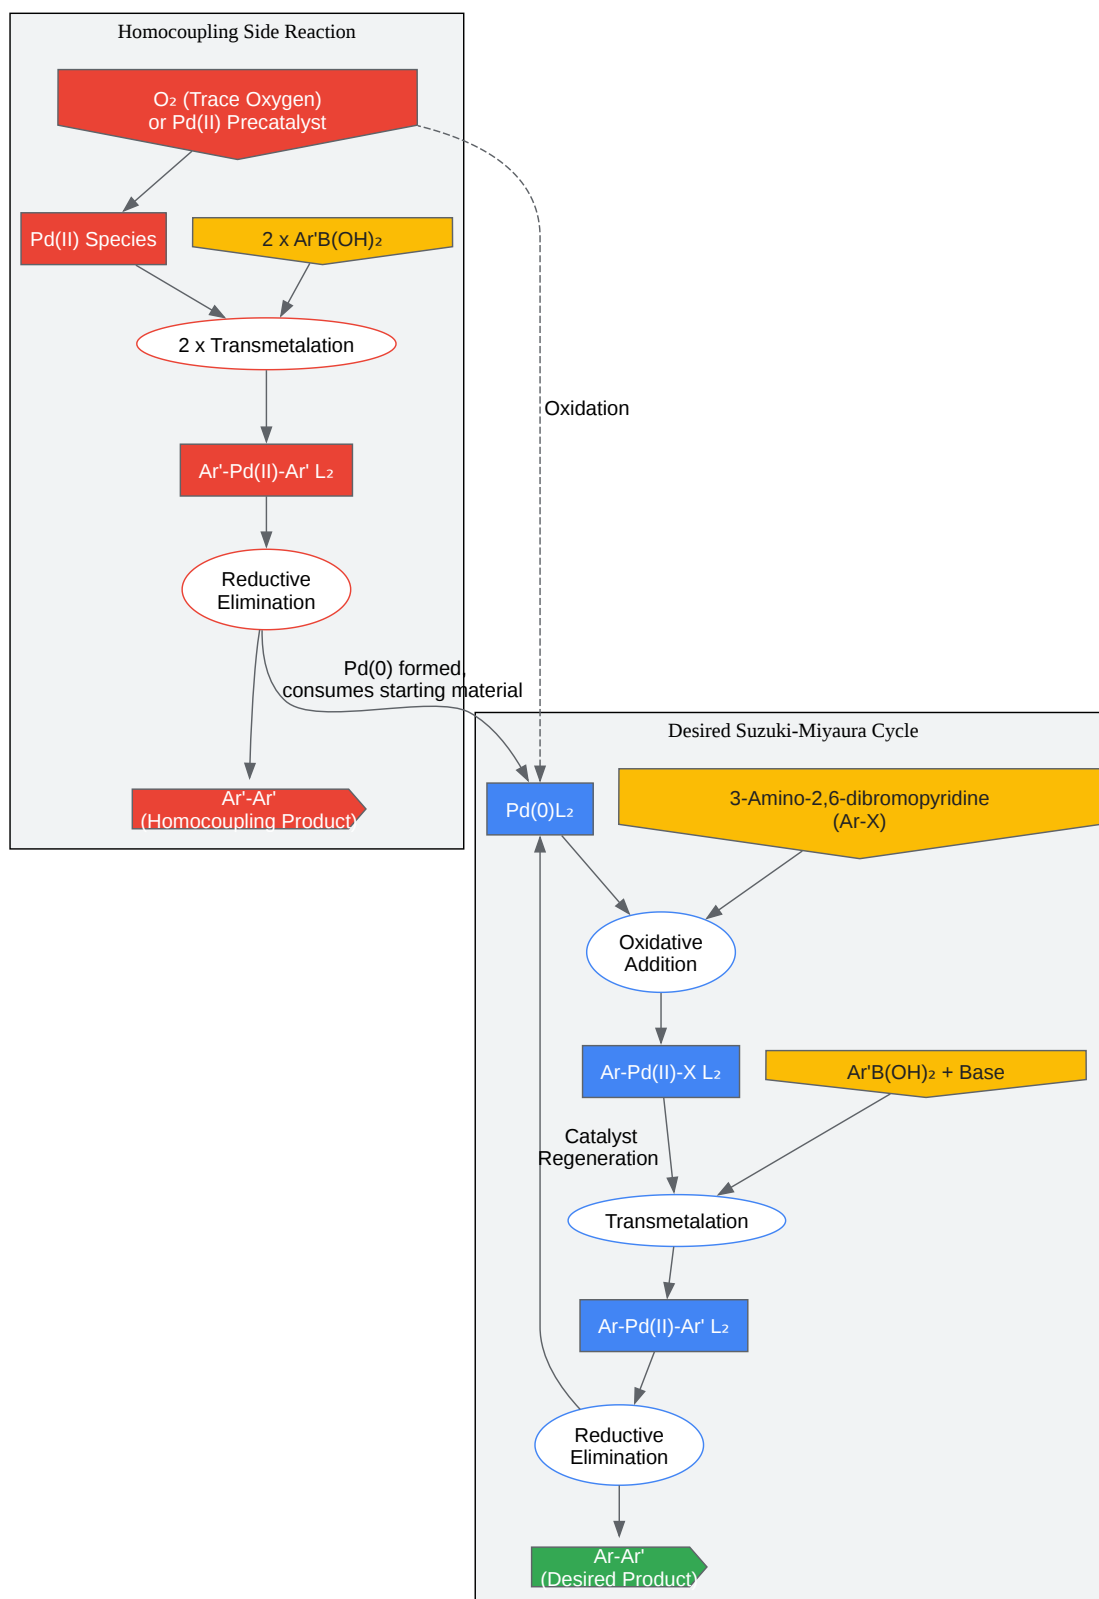 Homocoupling Side Reaction
O₂ (Trace Oxygen)
or Pd(II) Precatalyst
Pd(II) Species
2 x Ar'B(OH)₂
2 x Transmetalation
Oxidation
Ar'-Pd(II)-Ar' L₂
Reductive
Elimination
Pd(0) formed,
consumes starting material
Ar'-Ar'
(Homocoupling Product)
Desired Suzuki-Miyaura Cycle
Pd(0)L₂
3-Amino-2,6-dibromopyridine
(Ar-X)
Oxidative
Addition
Ar-Pd(II)-X L₂
Ar'B(OH)₂ + Base
Catalyst
Regeneration
Transmetalation
Ar-Pd(II)-Ar' L₂
Reductive
Elimination
Ar-Ar'
(Desired Product)